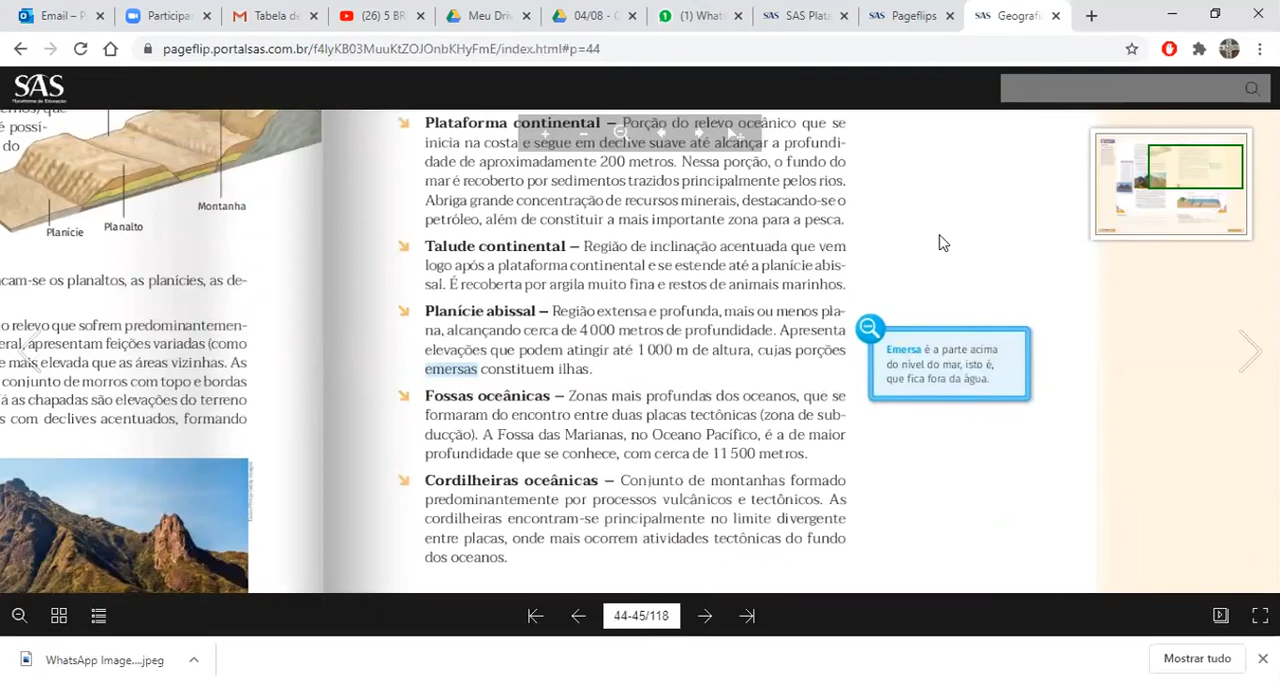 Email – P
Participar
Tabela de
(26) 5 BR
Meu Driv
04/08 - G
(1) Whats
SAS Plata
Pageflips
Geografi
pageflip.portalsas.com.br/f4lyKB03MuuKtZOJOnbKHyFmE/index.html#p=44
SAS
Plataforma de Educação
é possí-
do
Montanha
Planalto
Planície
cam-se os planaltos, as planícies, as de-
o relevo que sofrem predominantemen-
eral, apresentam feições variadas (como
e mais elevada que as áreas vizinhas. As
conjunto de morros com topo e bordas
á as chapadas são elevações do terreno
s com declives acentuados, formando
Plataforma continental – Porção do relevo oceânico que se
inicia na costa e segue em declive suave até alcançar a profundi-
dade de aproximadamente 200 metros. Nessa porção, o fundo do
mar é recoberto por sedimentos trazidos principalmente pelos rios.
Abriga grande concentração de recursos minerais, destacando-se o
petróleo, além de constituir a mais importante zona para a pesca.
Talude continental – Região de inclinação acentuada que vem
logo após a plataforma continental e se estende até a planície abis-
sal. É recoberta por argila muito fina e restos de animais marinhos.
Planície abissal – Região extensa e profunda, mais ou menos pla-
na, alcançando cerca de 4 000 metros de profundidade. Apresenta
elevações que podem atingir até 1 000 m de altura, cujas porções
emersas constituem ilhas.
Fossas oceânicas – Zonas mais profundas dos oceanos, que se
formaram do encontro entre duas placas tectônicas (zona de sub-
ducção). A Fossa das Marianas, no Oceano Pacífico, é a de maior
profundidade que se conhece, com cerca de 11 500 metros.
Cordilheiras oceânicas – Conjunto de montanhas formado
predominantemente por processos vulcânicos e tectônicos. As
cordilheiras encontram-se principalmente no limite divergente
entre placas, onde mais ocorrem atividades tectônicas do fundo
dos oceanos.
Emersa é a parte acima
do nível do mar, isto é,
que fica fora da água.
44-45/118
WhatsApp Image....jpeg
Mostrar tudo